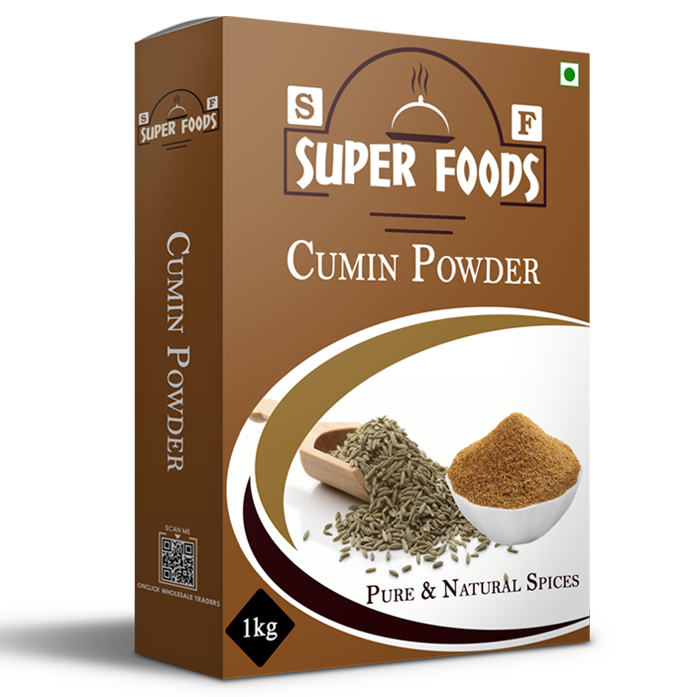 S
F
SUPER FOODS
CUMIN POWDER
PURE & NATURAL SPICES
1kg
S
F
SUPER FOODS
CUMIN POWDER
SCAN ME
ONCLICK WHOLESALE TRADERS